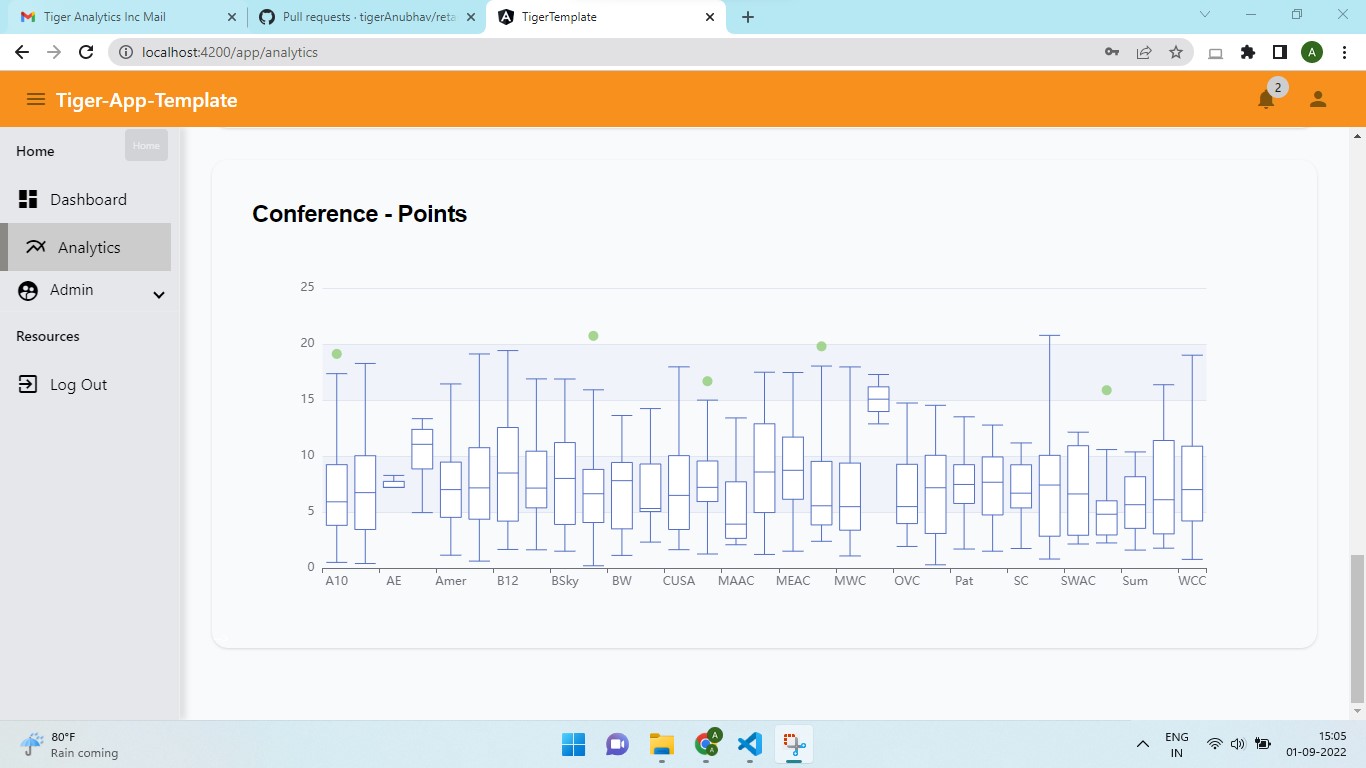 Tiger Analytics Inc Mail
Pull requests · tigerAnubhav/reta
TigerTemplate
localhost:4200/app/analytics
A
Tiger-App-Template
2
Home
Home
Dashboard
Analytics
Admin
Resources
Log Out
Conference - Points
25
20
15
10
5
0
A10 AE Amer B12 BSky BW CUSA MAAC MEAC MWC OVC Pat SC SWAC Sum WCC
80°F
Rain coming
A
A
ENG
IN
15:05
01-09-2022